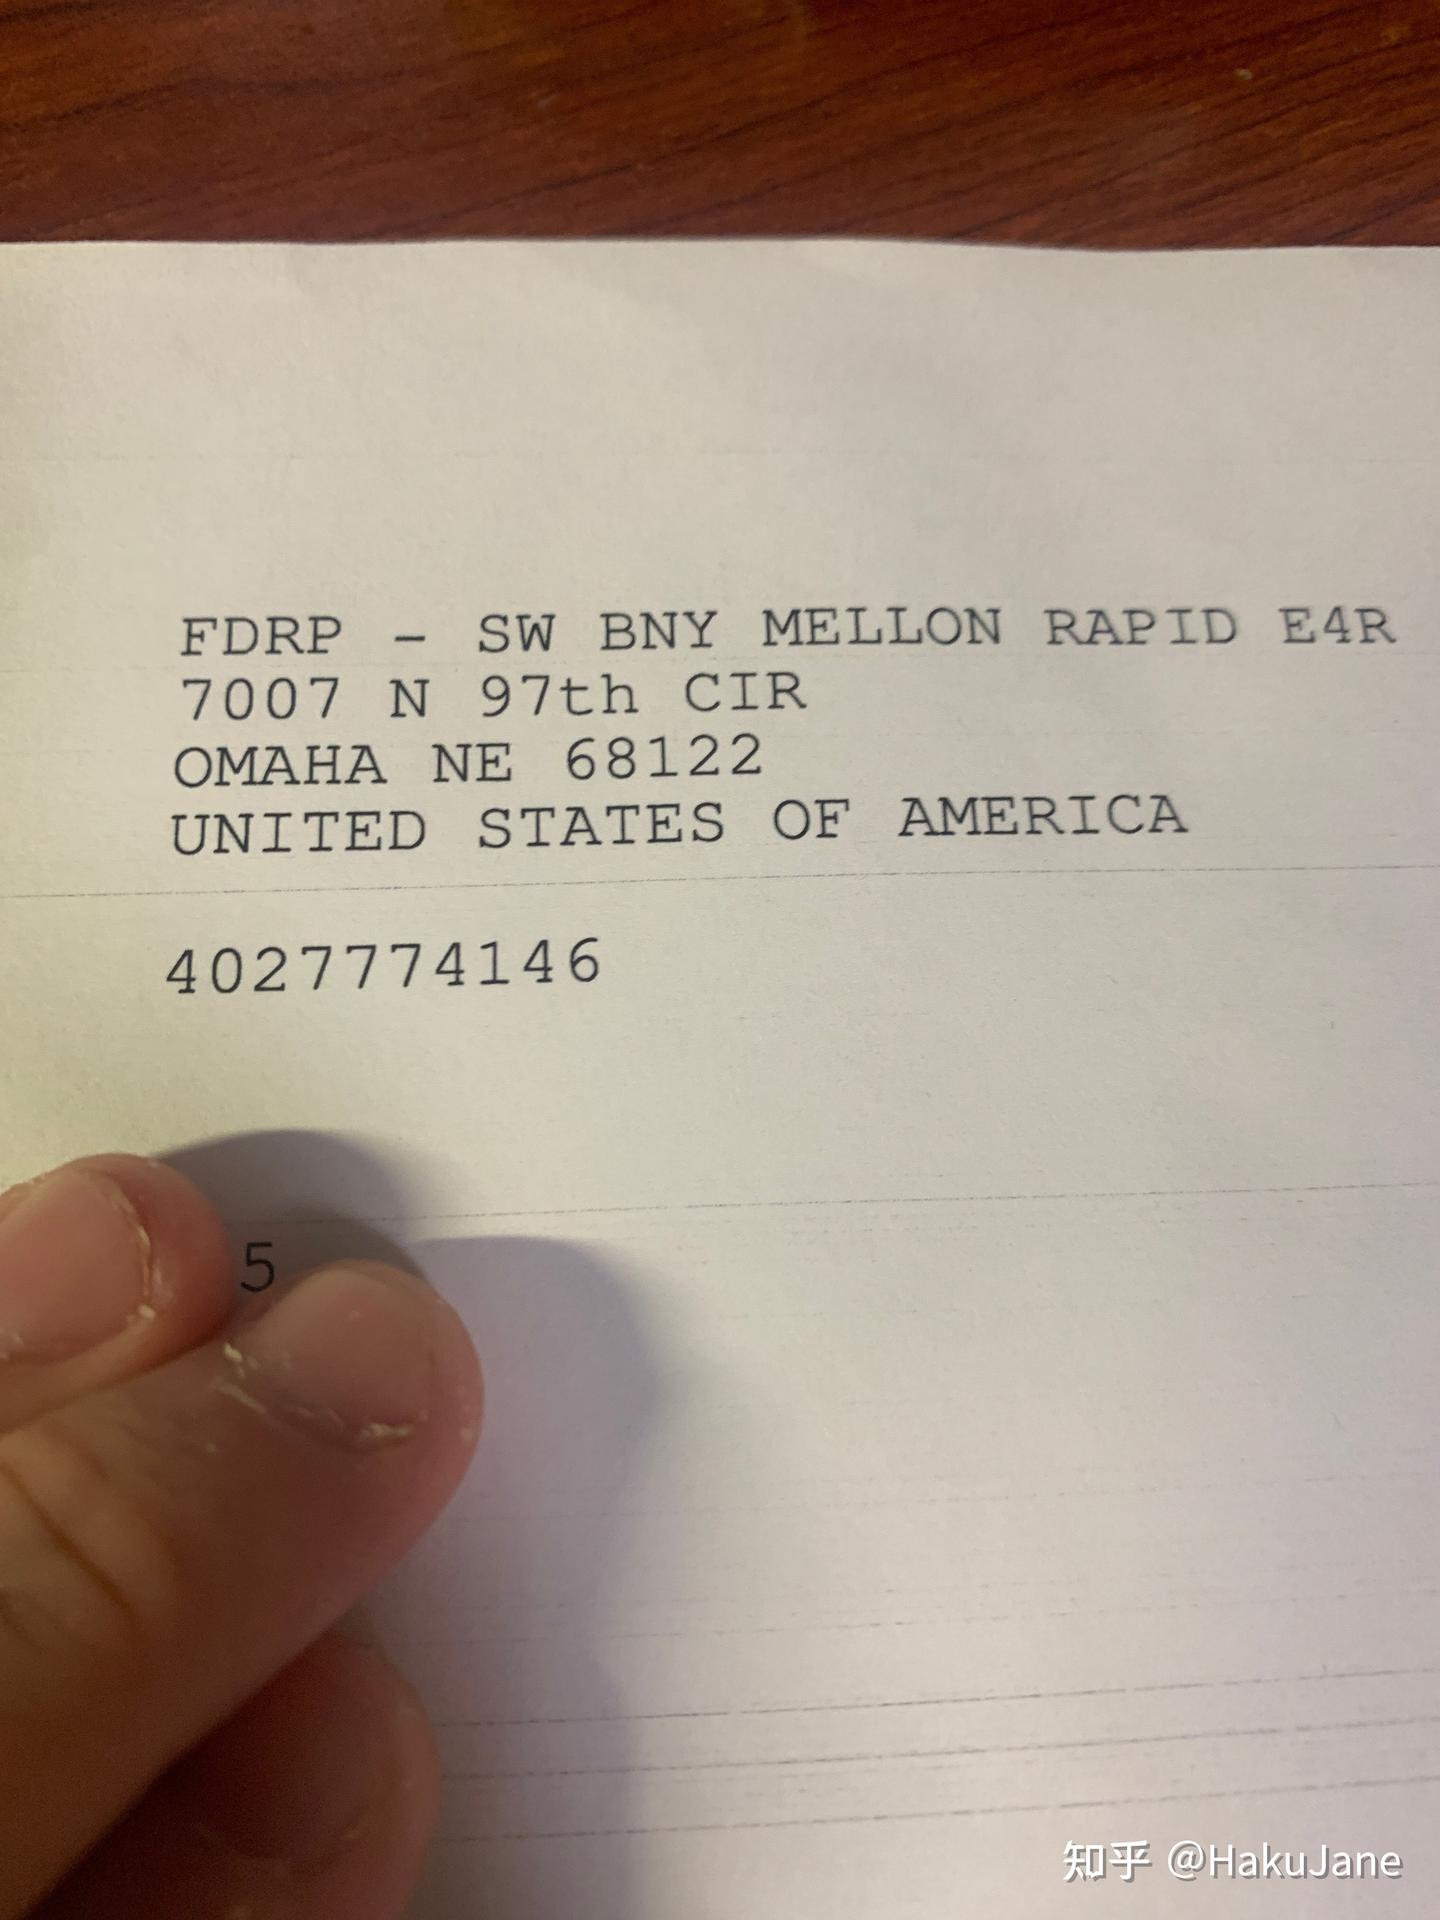 FDRP - SW BNY MELLON RAPID E4R
7007 N 97th CIR
OMAHA NE 68122
UNITED STATES OF AMERICA
4027774146
5
知乎 @HakuJane